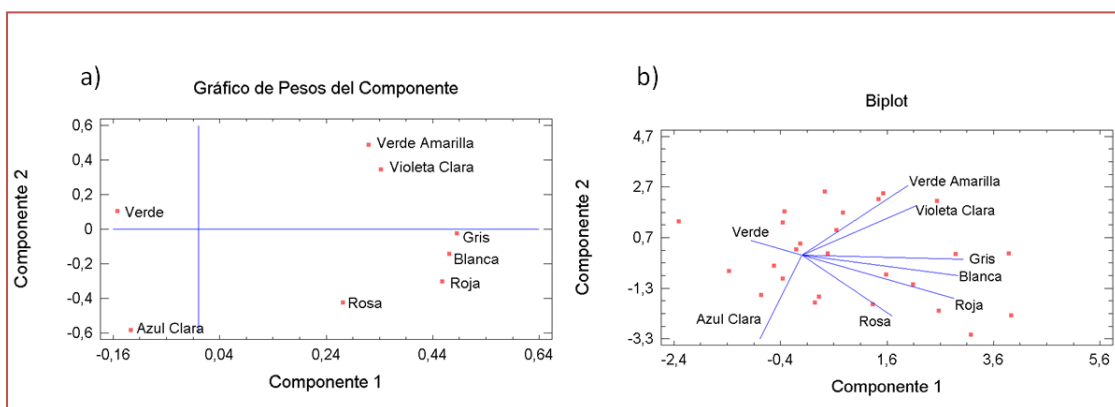 a)
Gráfico de Pesos del Componente
Componente 2
0,6
0,4
0,2
0
-0,2
-0,4
-0,6
Verde Amarilla
Violeta Clara
Verde
Gris
Blanca
Roja
Rosa
Azul Clara
-0,16 0,04 0,24 0,44 0,64
Componente 1
b)
Biplot
Componente 2
4,7
2,7
0,7
-1,3
-3,3
Verde Amarilla
Violeta Clara
Verde
Gris
Blanca
Roja
Rosa
Azul Clara
-2,4 -0,4 1,6 3,6 5,6
Componente 1